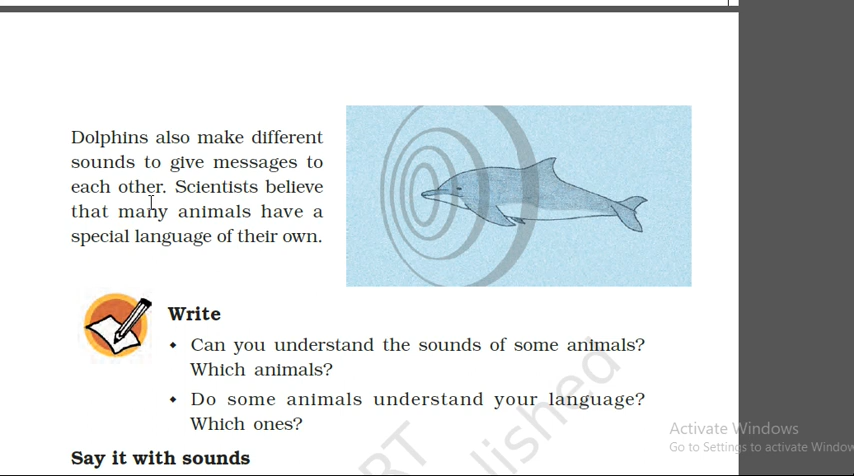 Dolphins also make different
sounds to give messages to
each other. Scientists believe
that many animals have a
special language of their own.
Write
• Can you understand the sounds of some animals?
Which animals?
• Do some animals understand your language?
Which ones?
Say it with sounds
Activate Windows
Go to Settings to activate Window